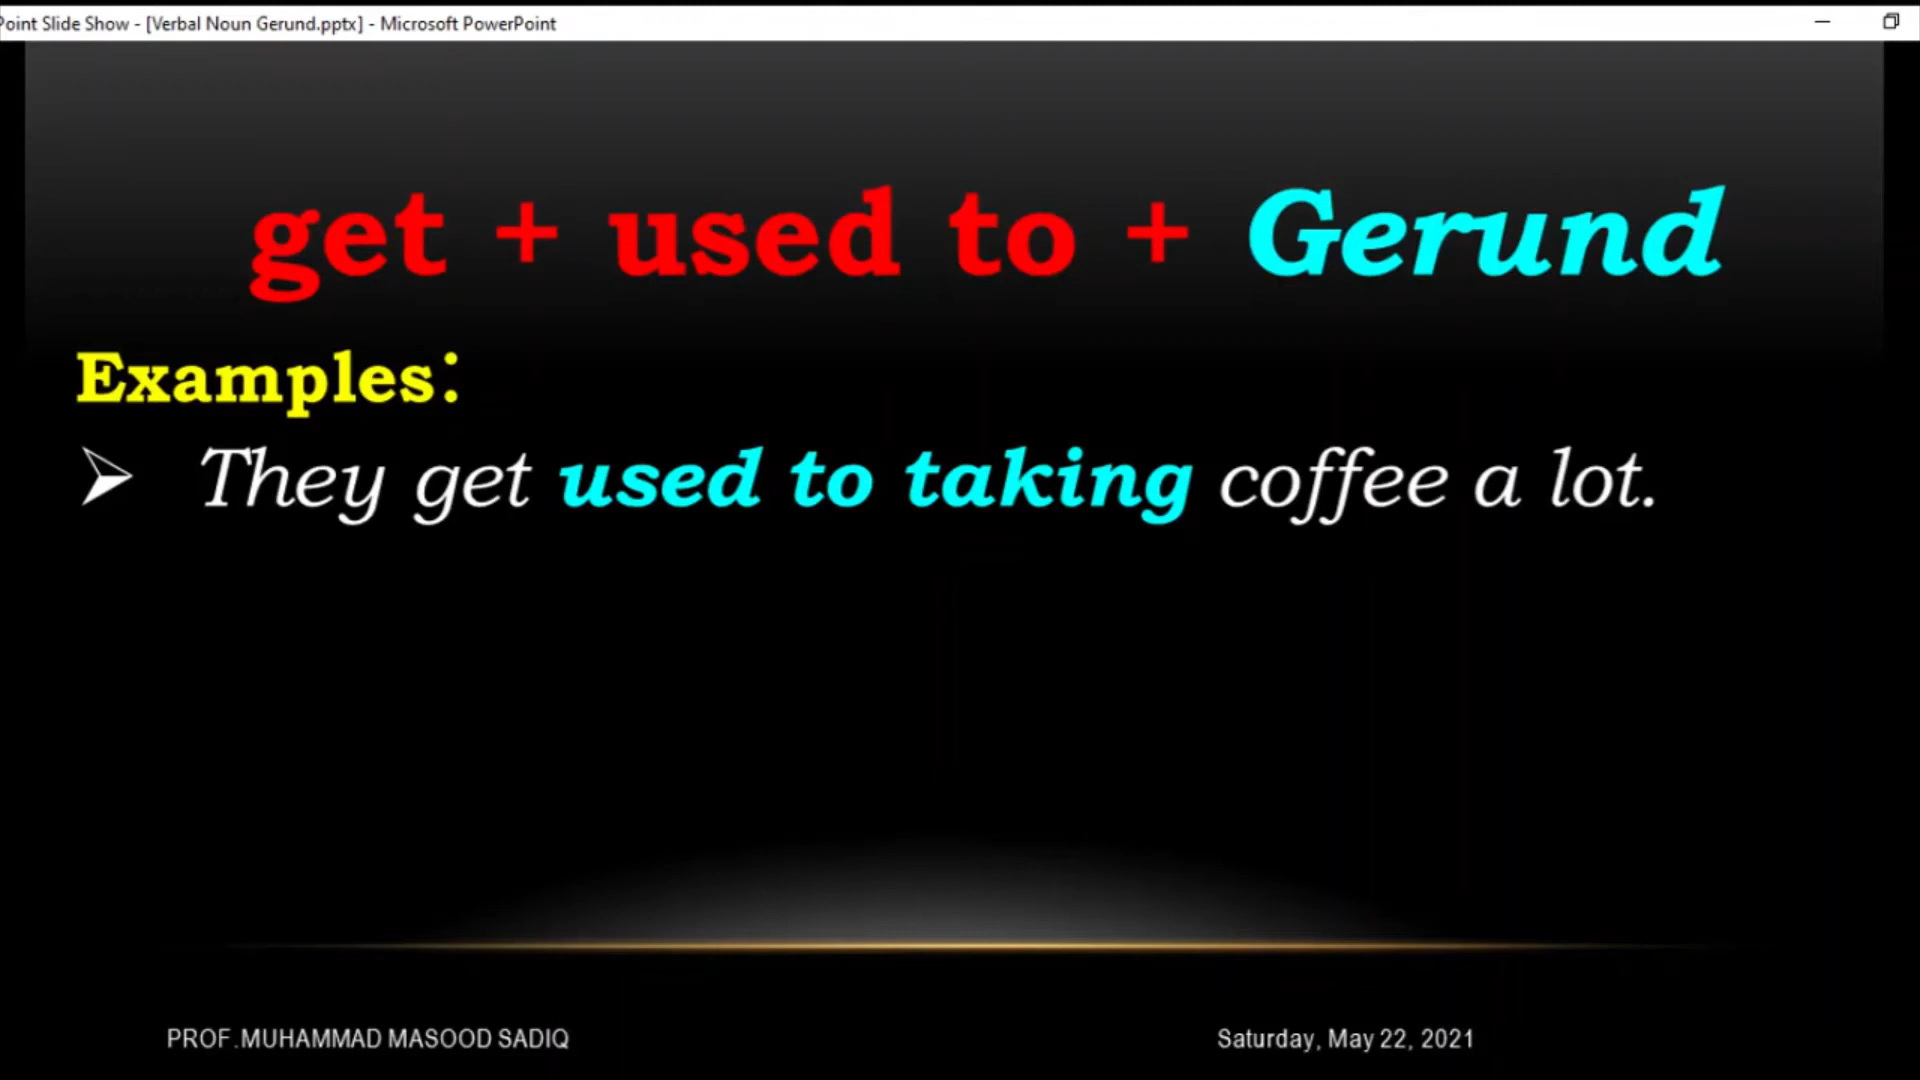 Point Slide Show - [Verbal Noun Gerund.pptx] - Microsoft PowerPoint
get + used to + Gerund
Examples:
➢ They get used to taking coffee a lot.
PROF.MUHAMMAD MASOOD SADIQ
Saturday, May 22, 2021